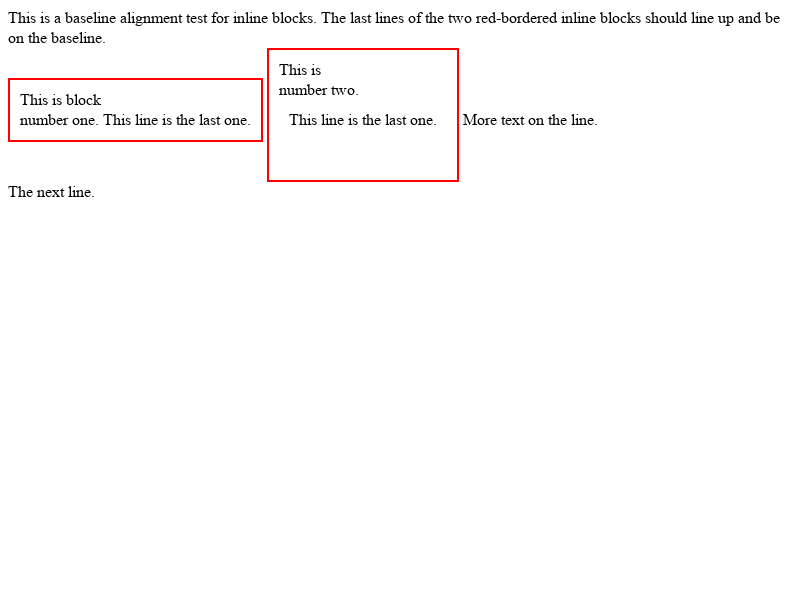 This is a baseline alignment test for inline blocks. The last lines of the two red-bordered inline blocks should line up and be
on the baseline.
This is block
number one. This line is the last one.
This is
number two.
This line is the last one.
More text on the line.
The next line.